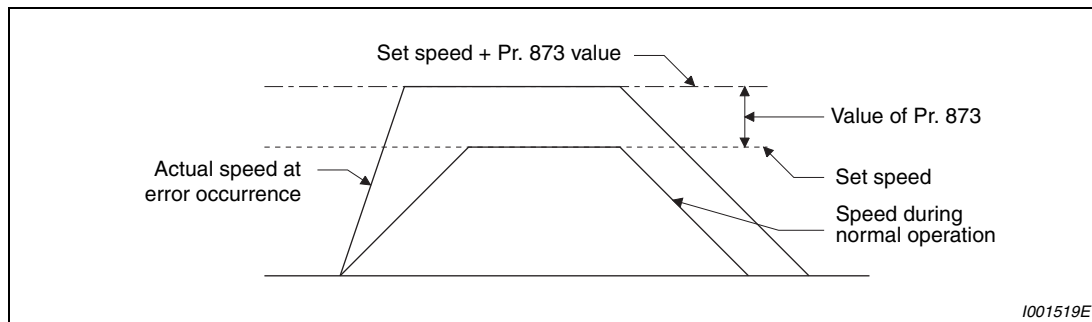 Set speed + Pr. 873 value
Value of Pr. 873
Actual speed at
error occurrence
Set speed
Speed during
normal operation
I001519E